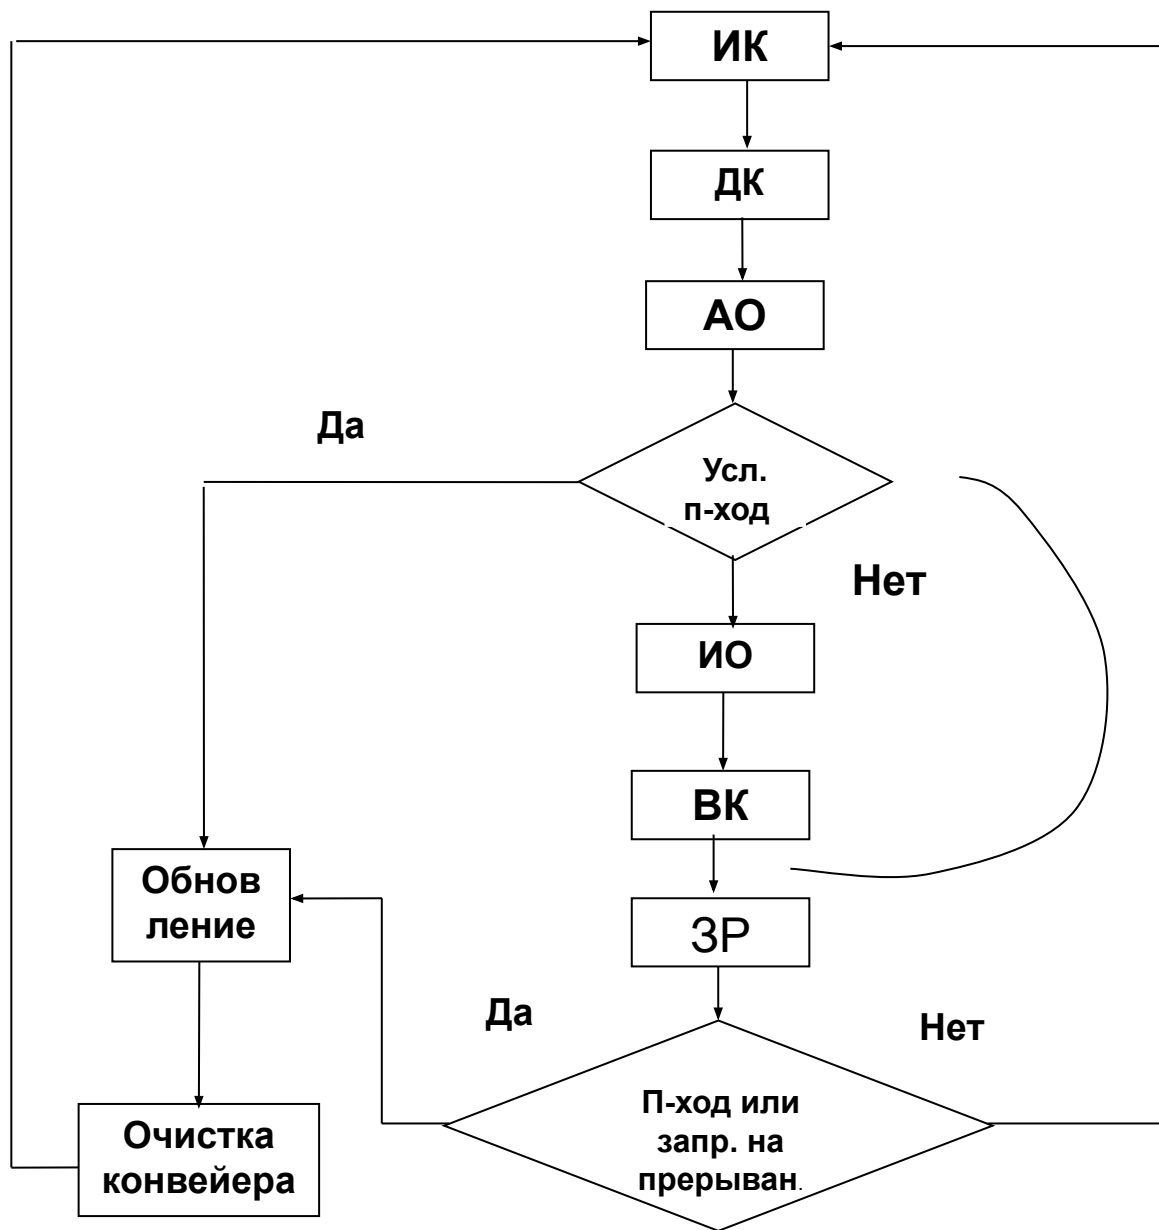 ИК
ДК
АО
Да
Усл.
п-ход
Нет
ИО
ВК
Обнов
ление
ЗР
Да
Нет
П-ход или
запр. на
прерыван.
Очистка
конвейера